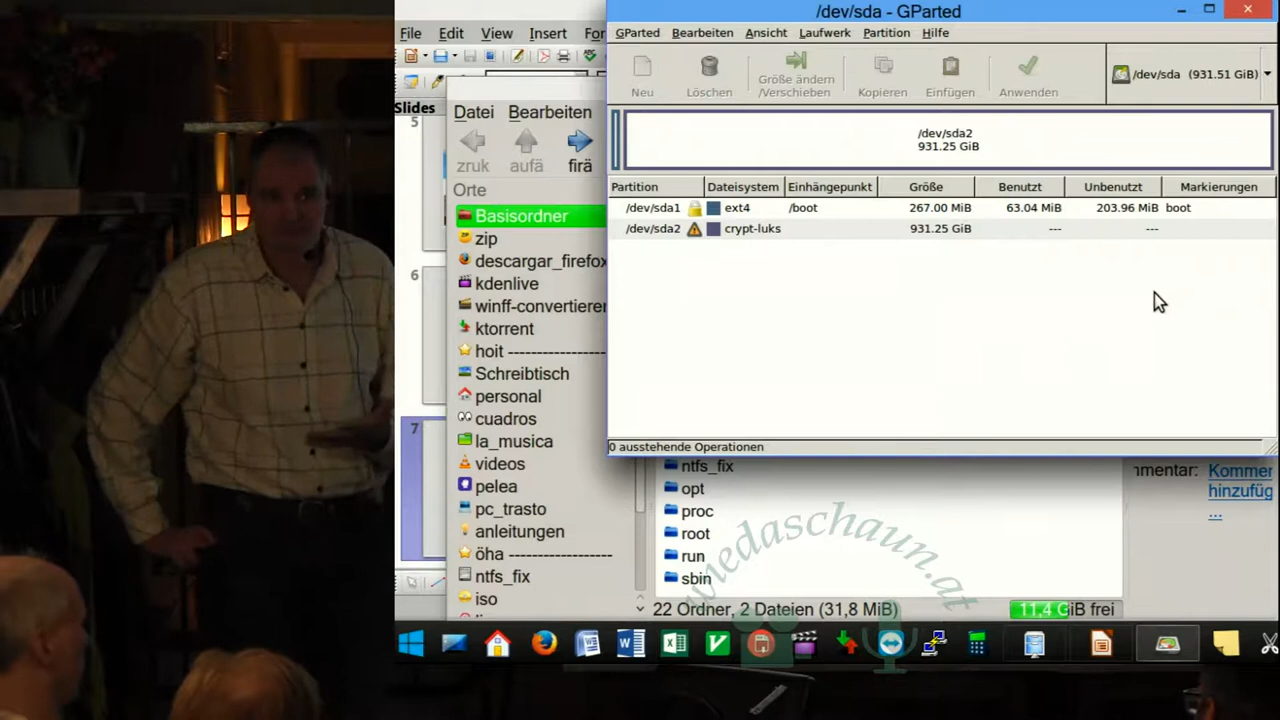 /dev/sda - GParted
GParted Bearbeiten Ansicht Laufwerk Partition Hilfe
Neu Löschen Größe ändern /Verschieben Kopieren Einfügen Anwenden /dev/sda (931.51 GiB)
/dev/sda2
931.25 GiB
Partition Dateisystem Einhängepunkt Größe Benutzt Unbenutzt Markierungen
/dev/sda1 ext4 /boot 267.00 MiB 63.04 MiB 203.96 MiB boot
/dev/sda2 crypt-luks 931.25 GiB --- ---
0 ausstehende Operationen
File Edit View Insert
Slides
5
6
7
Datei Bearbeiten
zruk aufä firä
Orte
Basisordner
zip
descargar_firefox
kdenlive
winff-convertieren
ktorrent
hoit ------------------
Schreibtisch
personal
cuadros
la_musica
videos
pelea
pc_trasto
anleitungen
öha ------------------
ntfs_fix
iso
ntfs_fix
opt
proc
root
run
sbin
22 Ordner, 2 Dateien (31,8 MiB) 11,4 GiB frei
mentar: Kommen
hinzufüg
...
wiedaschaun.at